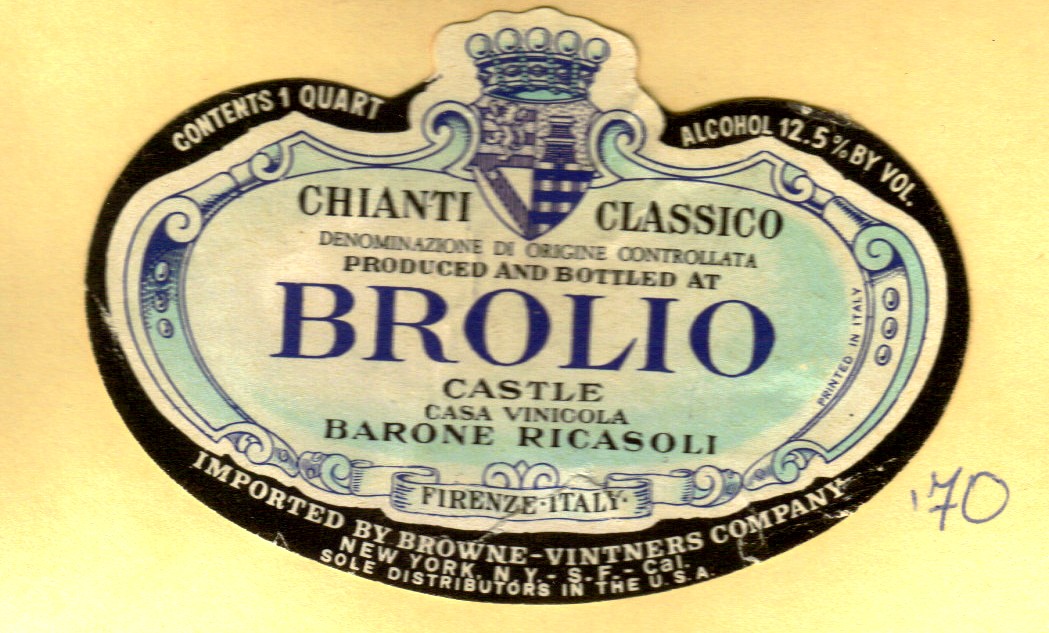 CONTENTS 1 QUART
ALCOHOL 12.5% BY VOL.
CHIANTI CLASSICO
DENOMINAZIONE DI ORIGINE CONTROLLATA
PRODUCED AND BOTTLED AT
BROLIO
CASTLE
CASA VINICOLA
BARONE RICASOLI
FIRENZE·ITALY·
PRINTED IN ITALY
IMPORTED BY BROWNE-VINTNERS COMPANY
NEW YORK, N.Y.- S.F.- Cal.
SOLE DISTRIBUTORS IN THE U.S.A.
'70